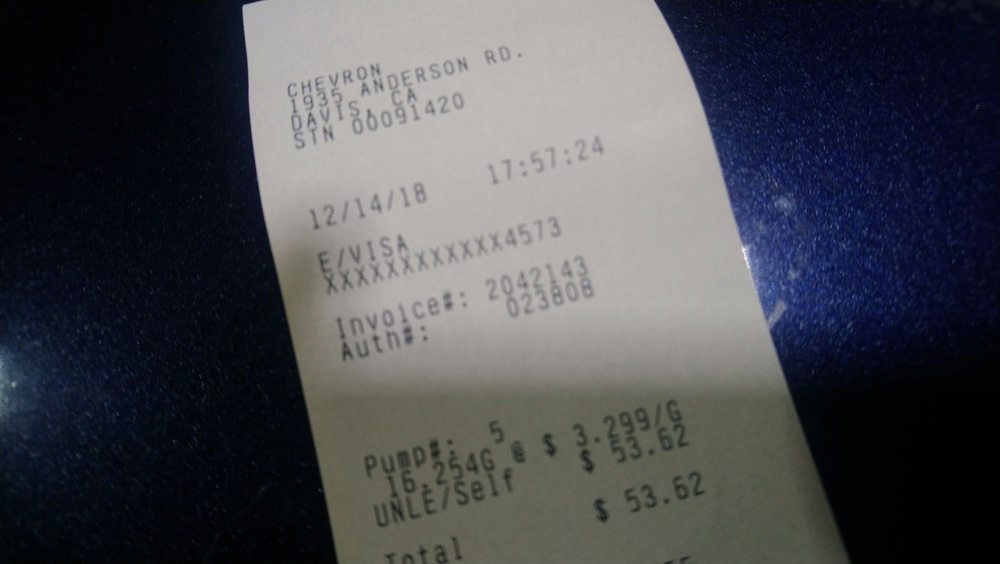 CHEVRON
1935 ANDERSON RD.
DAVIS, CA
STN 00091420
12/14/18 17:57:24
E/VISA
XXXXXXXXXXXX4573
Invoice#: 2042143
Auth#: 023808
Pump#: 5
16.254G @ $ 3.299/G
UNLE/Self $ 53.62
Total $ 53.62